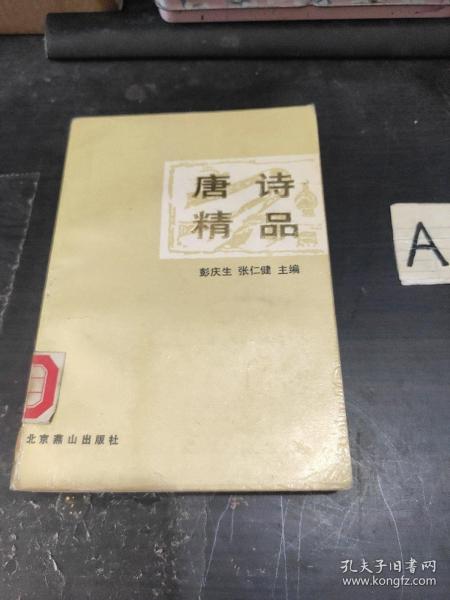 唐诗
精品
彭庆生 张仁健 主编
北京燕山出版社
A
孔夫子旧书网
www.kongfz.com